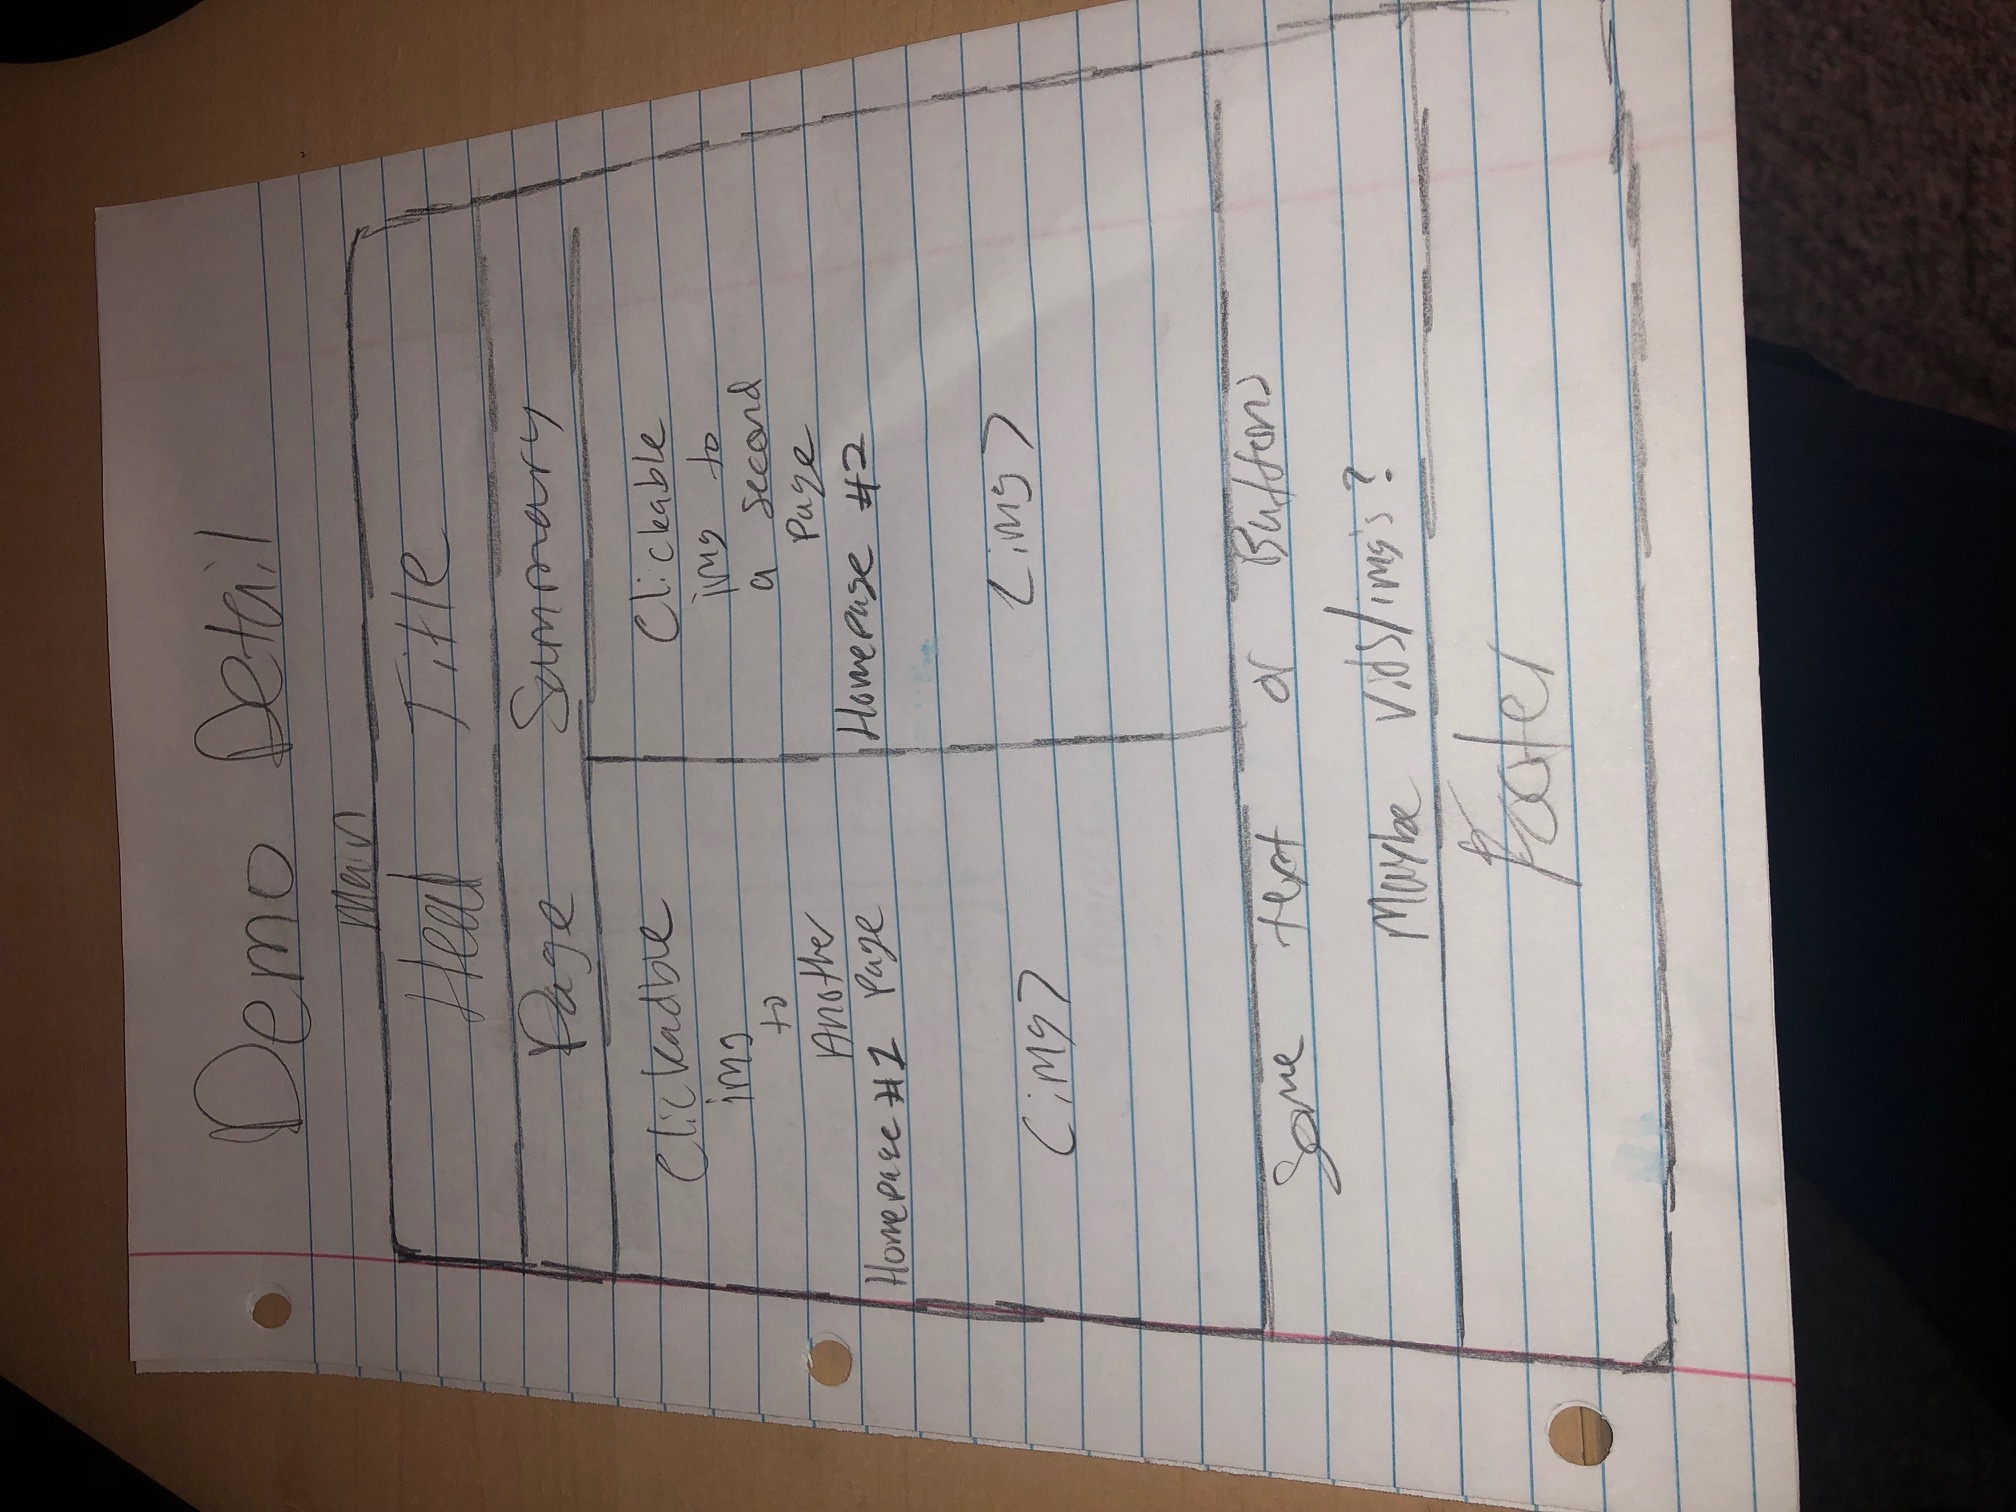 Demo Detail
Main
Head Title
Page Summary
Clickadble
img
to
Another
Homepage #1 Page
Clickable
img to
a second
Page
Homepage #2
<img>
<img>
Some text or Buttons
Maybe vids/img's?
Footer